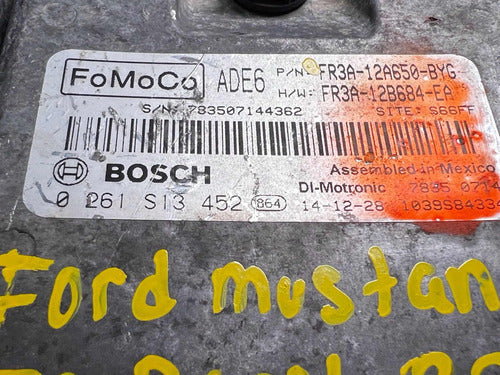 FoMoCo ADE6 P/N: FR3A-12A650-BYG
H/W: FR3A-12B684-EA
S/N: 783507144362 SITE: S66FF
BOSCH Assembled in Mexico
DI-Motronic
0 261 S13 452 864 14-12-28 1039S84334
Ford mustan